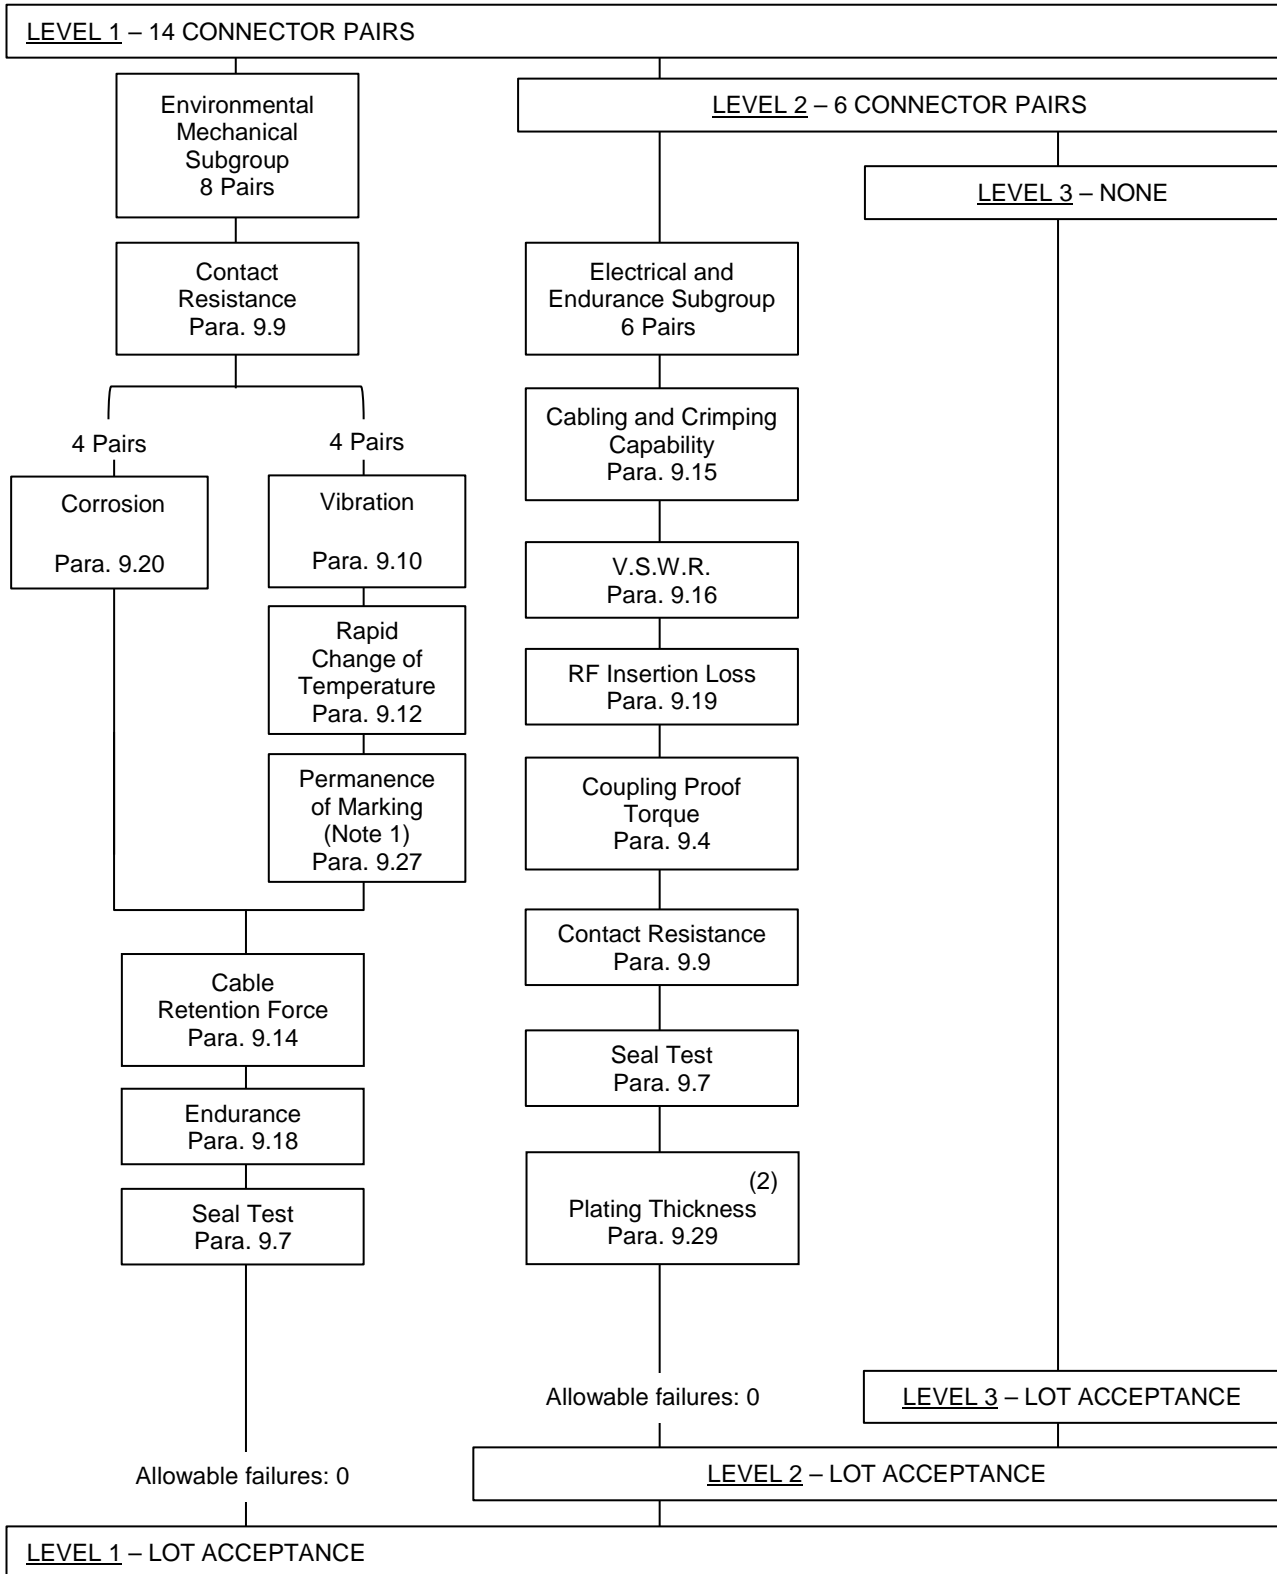 LEVEL 1 – 14 CONNECTOR PAIRS
Environmental
Mechanical
Subgroup
8 Pairs
LEVEL 2 – 6 CONNECTOR PAIRS
LEVEL 3 – NONE
Contact
Resistance
Para. 9.9
Electrical and
Endurance Subgroup
6 Pairs
4 Pairs
4 Pairs
Corrosion
Para. 9.20
Vibration
Para. 9.10
Rapid
Change of
Temperature
Para. 9.12
Permanence
of Marking
(Note 1)
Para. 9.27
Cable
Retention Force
Para. 9.14
Endurance
Para. 9.18
Seal Test
Para. 9.7
Allowable failures: 0
Cabling and Crimping
Capability
Para. 9.15
V.S.W.R.
Para. 9.16
RF Insertion Loss
Para. 9.19
Coupling Proof
Torque
Para. 9.4
Contact Resistance
Para. 9.9
Seal Test
Para. 9.7
(2)
Plating Thickness
Para. 9.29
Allowable failures: 0
LEVEL 3 – LOT ACCEPTANCE
LEVEL 2 – LOT ACCEPTANCE
LEVEL 1 – LOT ACCEPTANCE